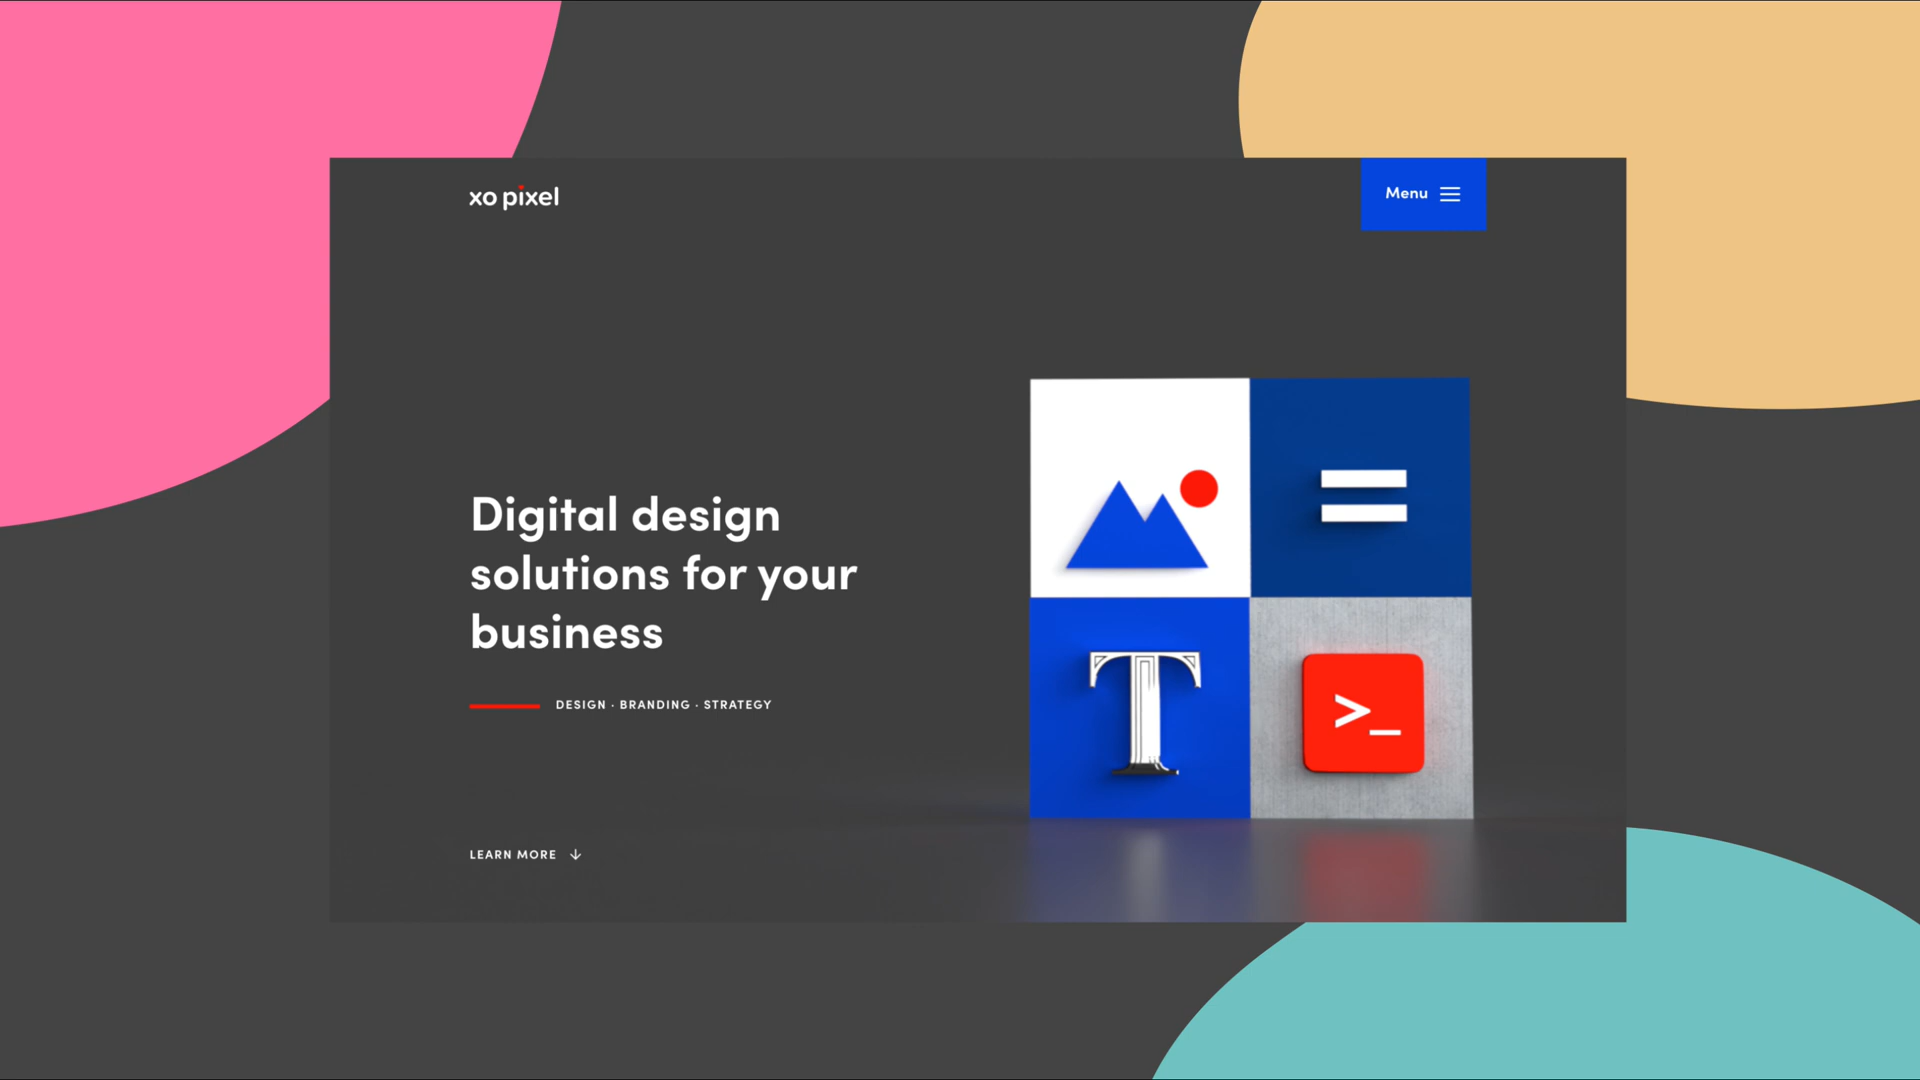 xo pixel
Menu
Digital design
solutions for your
business
DESIGN · BRANDING · STRATEGY
T
>_
LEARN MORE ↓